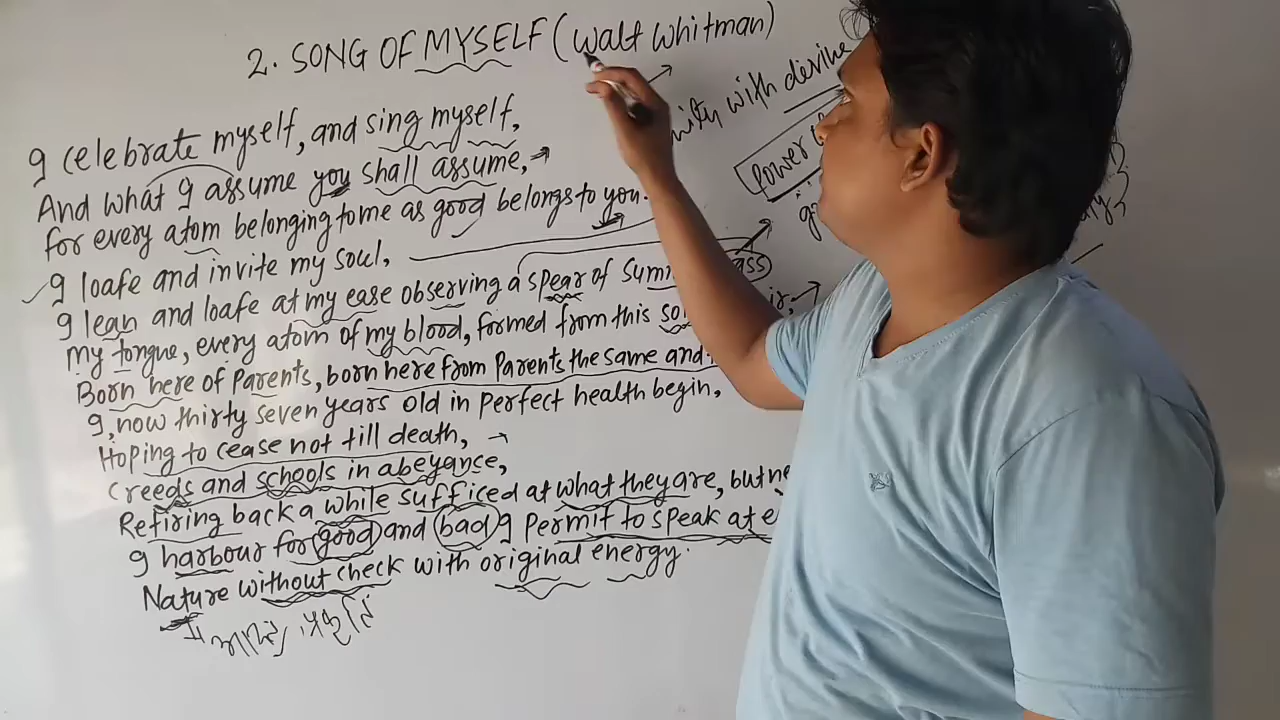 2. SONG OF MYSELF (Walt Whitman)
with devine
Power
I celebrate myself, and sing myself,
And what I assume you shall assume,
for every atom belonging to me as good belongs to you.
I loafe and invite my soul,
I lean and loafe at my ease observing a spear of
My tongue, every atom of my blood, formed from this
Born here of Parents, born here from Parents the same and
I, now thirty seven years old in perfect health begin,
Hoping to cease not till death,
Creeds and schools in abeyance,
Refiring back a while sufficed at what they are, but
I harbour for good and bad I permit to speak at
Nature without check with original energy.